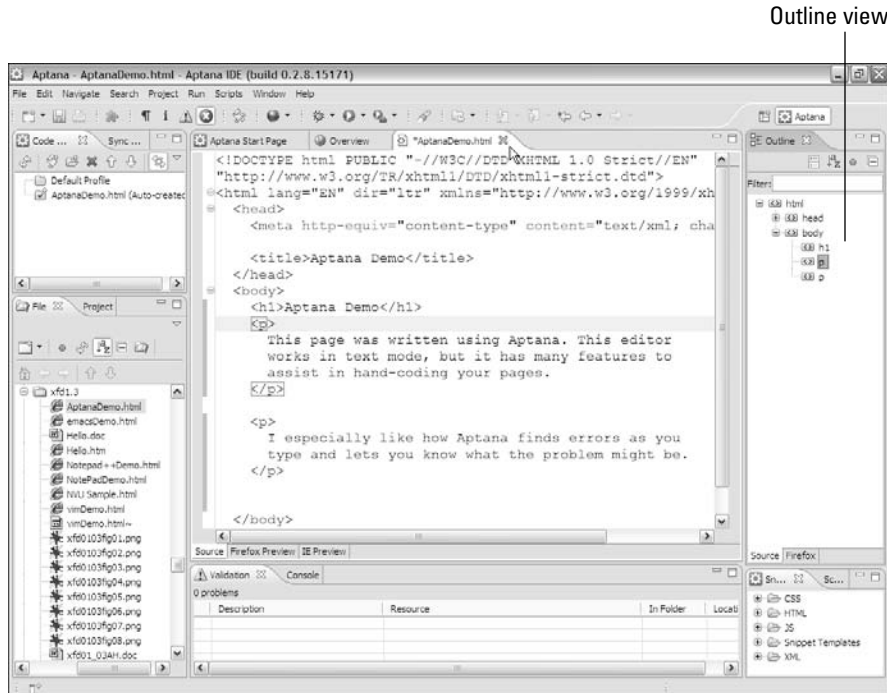 Outline view
Aptana - AptanaDemo.html - Aptana IDE (build 0.2.8.15171)
File Edit Navigate Search Project Run Scripts Window Help
Aptana
Code ... Sync ...
Default Profile
AptanaDemo.html (Auto-created
File Project
xfd1.3
AptanaDemo.html
emacsDemo.html
Hello.doc
Hello.htm
Notepad++Demo.html
NotePadDemo.html
NVU Sample.html
vimDemo.html
vimDemo.html~
xfd0103fig01.png
xfd0103fig02.png
xfd0103fig03.png
xfd0103fig04.png
xfd0103fig05.png
xfd0103fig06.png
xfd0103fig07.png
xfd0103fig08.png
xfd01_03AH.doc
Aptana Start Page Overview *AptanaDemo.html
<!DOCTYPE html PUBLIC "-//W3C//DTD XHTML 1.0 Strict//EN"
"http://www.w3.org/TR/xhtml1/DTD/xhtml1-strict.dtd">
<html lang="EN" dir="ltr" xmlns="http://www.w3.org/1999/xh
<head>
<meta http-equiv="content-type" content="text/xml; cha
<title>Aptana Demo</title>
</head>
<body>
<h1>Aptana Demo</h1>
<p>
This page was written using Aptana. This editor
works in text mode, but it has many features to
assist in hand-coding your pages.
</p>
<p>
I especially like how Aptana finds errors as you
type and lets you know what the problem might be.
</p>
</body>
Source Firefox Preview IE Preview
Validation Console
0 problems
Description Resource In Folder Locati
Outline
Filter:
html
head
body
h1
p
p
Source Firefox
Sn... Sc...
CSS
HTML
JS
Snippet Templates
XML